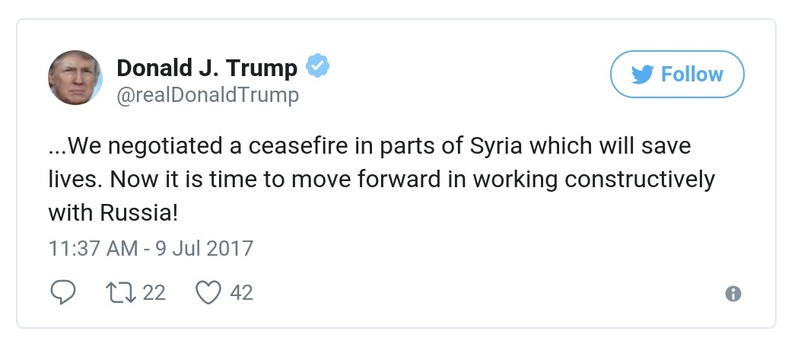 Donald J. Trump
@realDonaldTrump
Follow
...We negotiated a ceasefire in parts of Syria which will save
lives. Now it is time to move forward in working constructively
with Russia!
11:37 AM - 9 Jul 2017
22 42